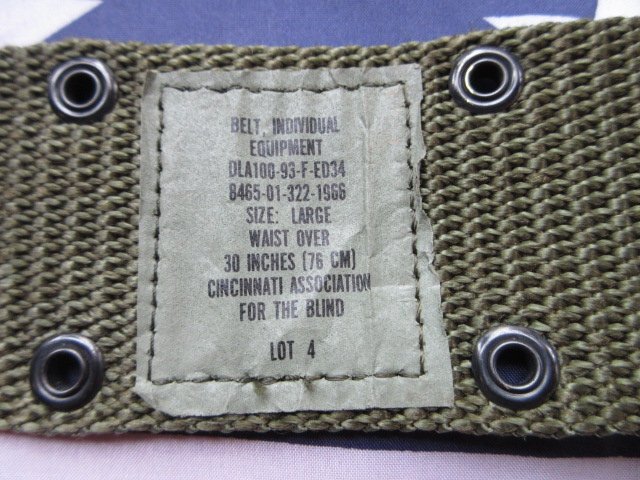 BELT, INDIVIDUAL
EQUIPMENT
DLA100-93-F-ED34
8465-01-322-1966
SIZE: LARGE
WAIST OVER
30 INCHES (76 CM)
CINCINNATI ASSOCIATION
FOR THE BLIND
LOT 4